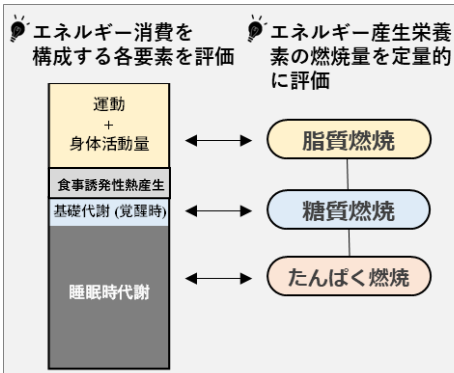 エネルギー消費を
構成する各要素を評価
エネルギー産生栄養
素の燃焼量を定量的
に評価
運動
+
身体活動量
食事誘発性熱産生
基礎代謝 (覚醒時)
睡眠時代謝
脂質燃焼
糖質燃焼
たんぱく燃焼